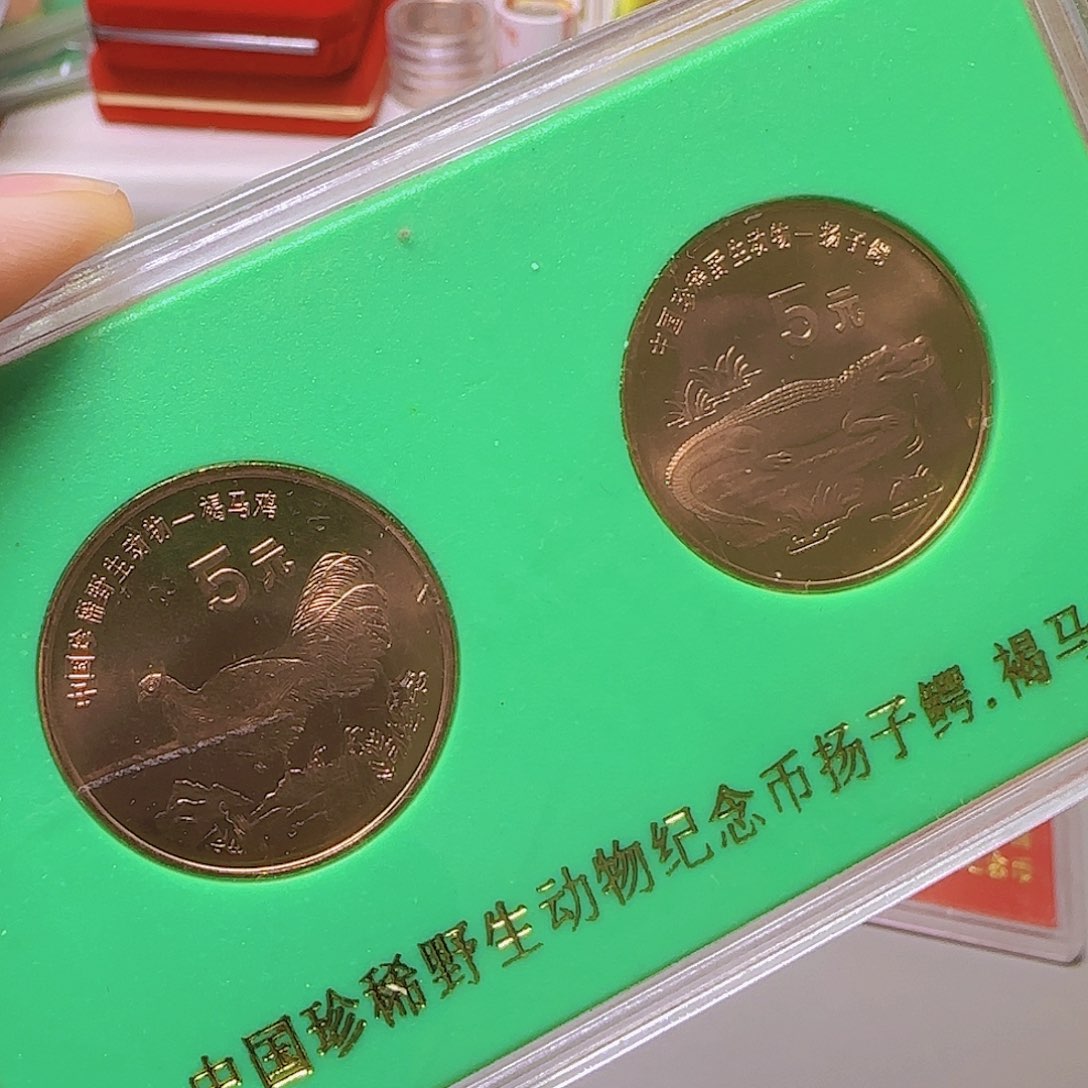 中国珍稀野生动物—扬子鳄
5元
中国珍稀野生动物—褐马鸡
5元
中国珍稀野生动物纪念币扬子鳄.褐马